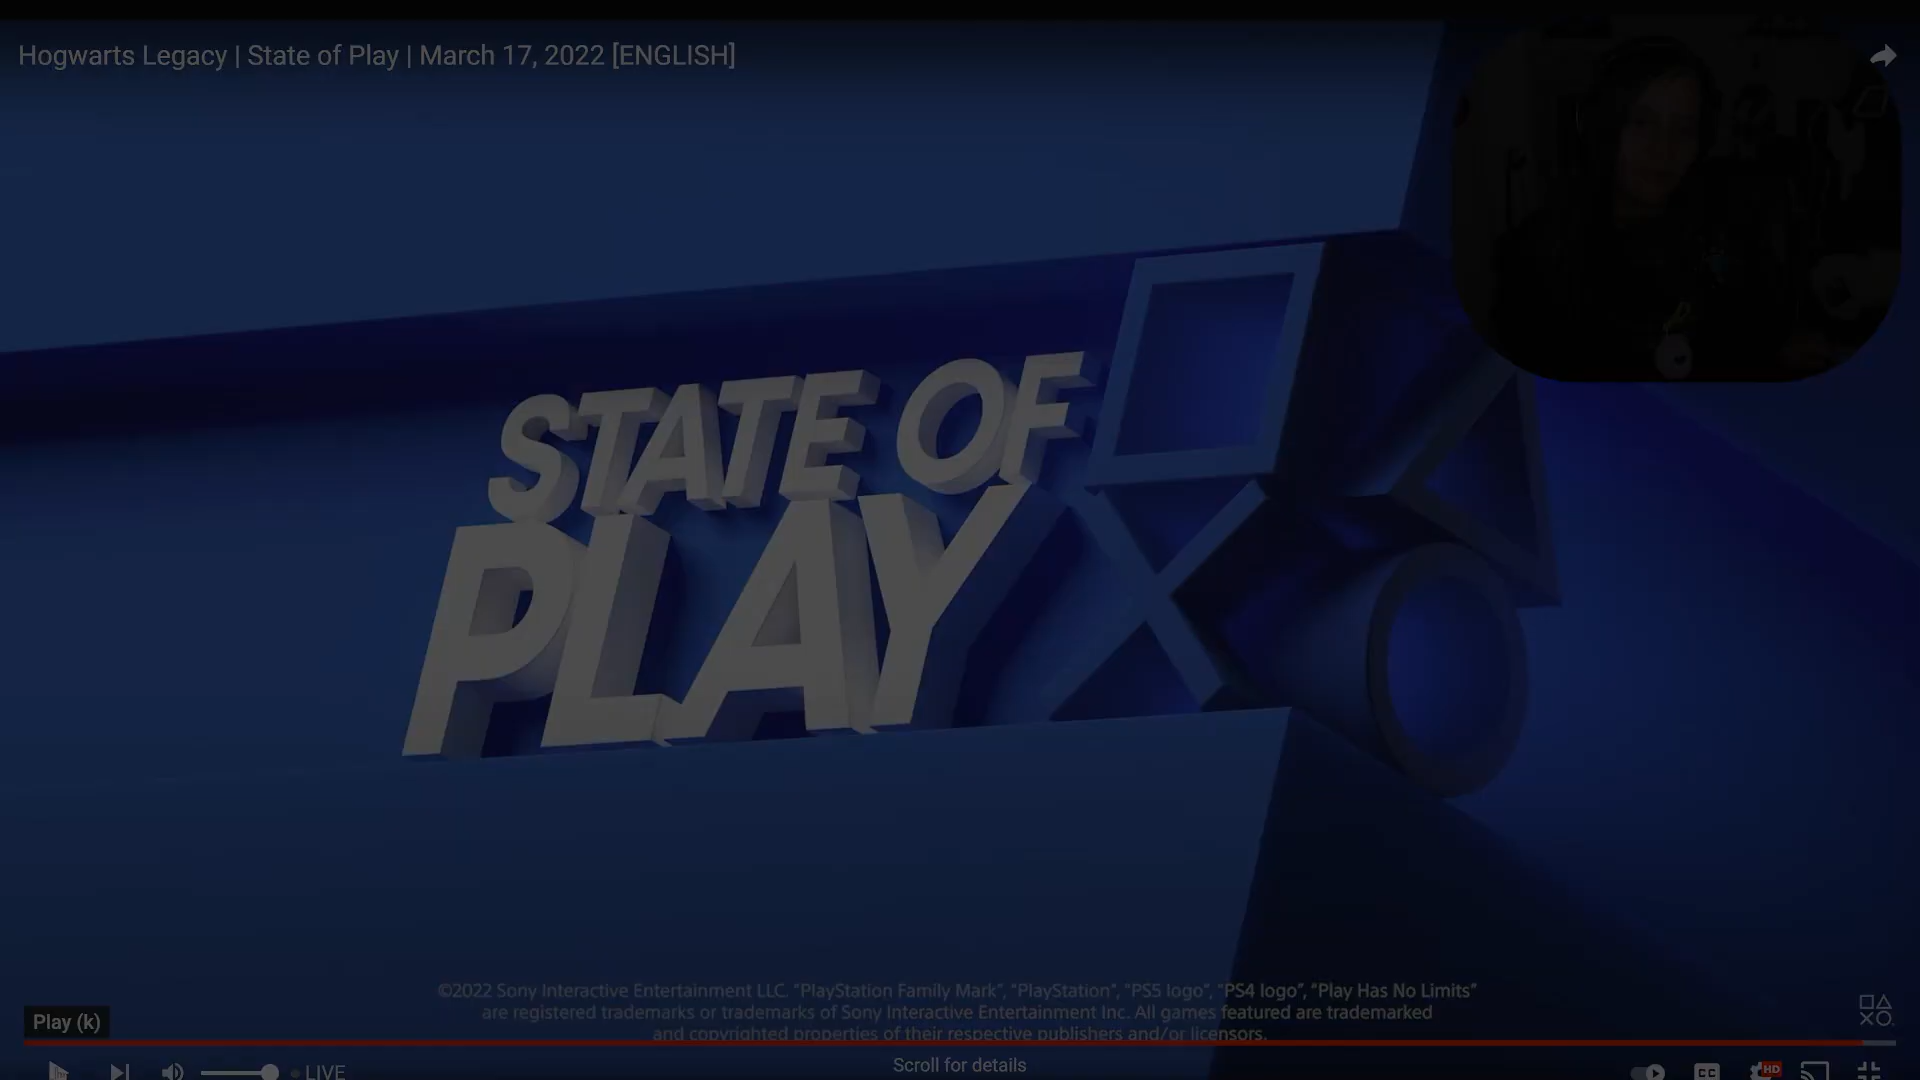 Hogwarts Legacy | State of Play | March 17, 2022 [ENGLISH]
STATE OF
PLAY
©2022 Sony Interactive Entertainment LLC. "PlayStation Family Mark", "PlayStation", "PS5 logo", "PS4 logo", "Play Has No Limits"
are registered trademarks or trademarks of Sony Interactive Entertainment Inc. All games featured are trademarked
and copyrighted properties of their respective publishers and/or licensors.
Play (k)
Scroll for details
LIVE
CC
HD